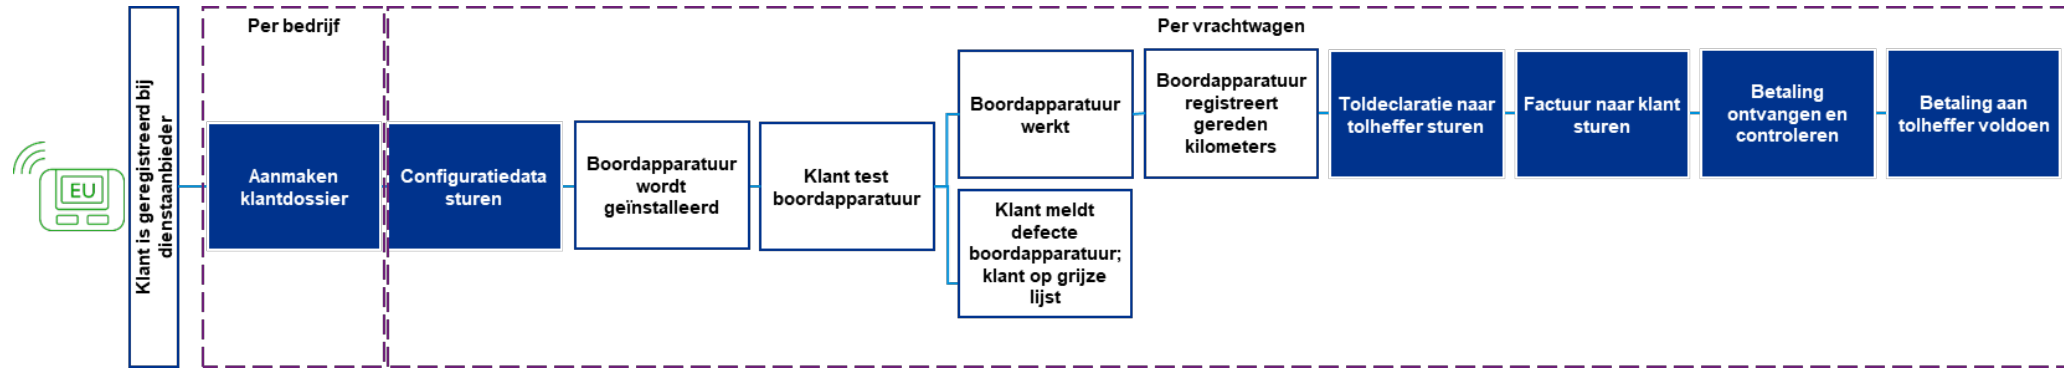 EU
Klant is geregistreerd bij
dienstaanbieder
Per bedrijf
Aanmaken
klantdossier
Per vrachtwagen
Configuratiedata
sturen
Boordapparatuur
wordt
geïnstalleerd
Klant test
boordapparatuur
Boordapparatuur
werkt
Klant meldt
defecte
boordapparatuur;
klant op grijze
lijst
Boordapparatuur
registreert
gereden
kilometers
Toldeclaratie naar
tolheffer sturen
Factuur naar klant
sturen
Betaling
ontvangen en
controleren
Betaling aan
tolheffer voldoen